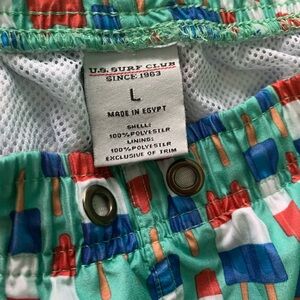 U.S. SURF CLUB
SINCE 1963
L
MADE IN EGYPT
SHELL:
100%POLYESTER
LINING:
100%POLYESTER
EXCLUSIVE OF TRIM